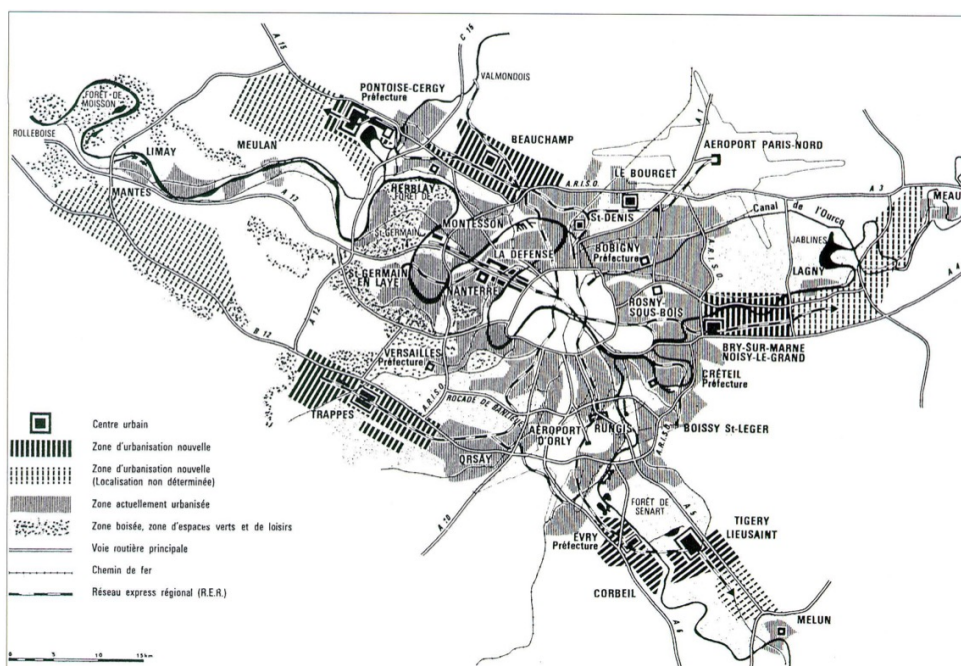 A 15
C 16
VALMONDOIS
PONTOISE-CERGY
Préfecture
FORÊT DE
MOISSON
ROLLEBOISE
LIMAY
MEULAN
BEAUCHAMP
A 1
AEROPORT PARIS-NORD
LE BOURGET
A.R.I.S.O.
A 3
MEAU
MANTES
A 13
HERBLAY
FORÊT DE
St-GERMAIN
MONTESSON
St-DENIS
Canal de l'Ourcq
BOBIGNY
Préfecture
A.R.I.S.O.
JABLINES
LA DEFENSE
LAGNY
A 4
St-GERMAIN
EN LAYE
NANTERRE
ROSNY-
SOUS-BOIS
B 12
A 12
BRY-SUR-MARNE
NOISY-LE-GRAND
VERSAILLES
Préfecture
CRÉTEIL
Préfecture
A.R.I.S.O.
ROCADE DE BANLIEUE
TRAPPES
AÉROPORT
D'ORLY
RUNGIS
A.R.I.S.O.
BOISSY St-LEGER
ORSAY
A 10
FORÊT DE
SENART
A 5
TIGERY
LIEUSAINT
EVRY
Préfecture
CORBEIL
A 6
MELUN
Centre urbain
Zone d'urbanisation nouvelle
Zone d'urbanisation nouvelle
(Localisation non déterminée)
Zone actuellement urbanisée
Zone boisée, zone d'espaces verts et de loisirs
Voie routière principale
Chemin de fer
Réseau express régional (R.E.R.)
0 5 10 15km